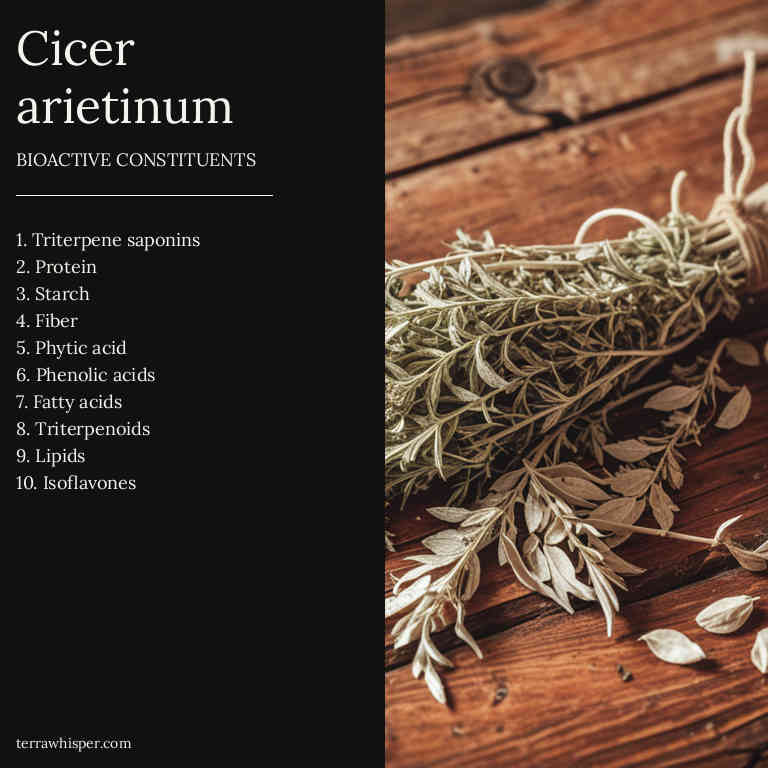 Cicer
arietinum
BIOACTIVE CONSTITUENTS
1. Triterpene saponins
2. Protein
3. Starch
4. Fiber
5. Phytic acid
6. Phenolic acids
7. Fatty acids
8. Triterpenoids
9. Lipids
10. Isoflavones
terrawhisper.com